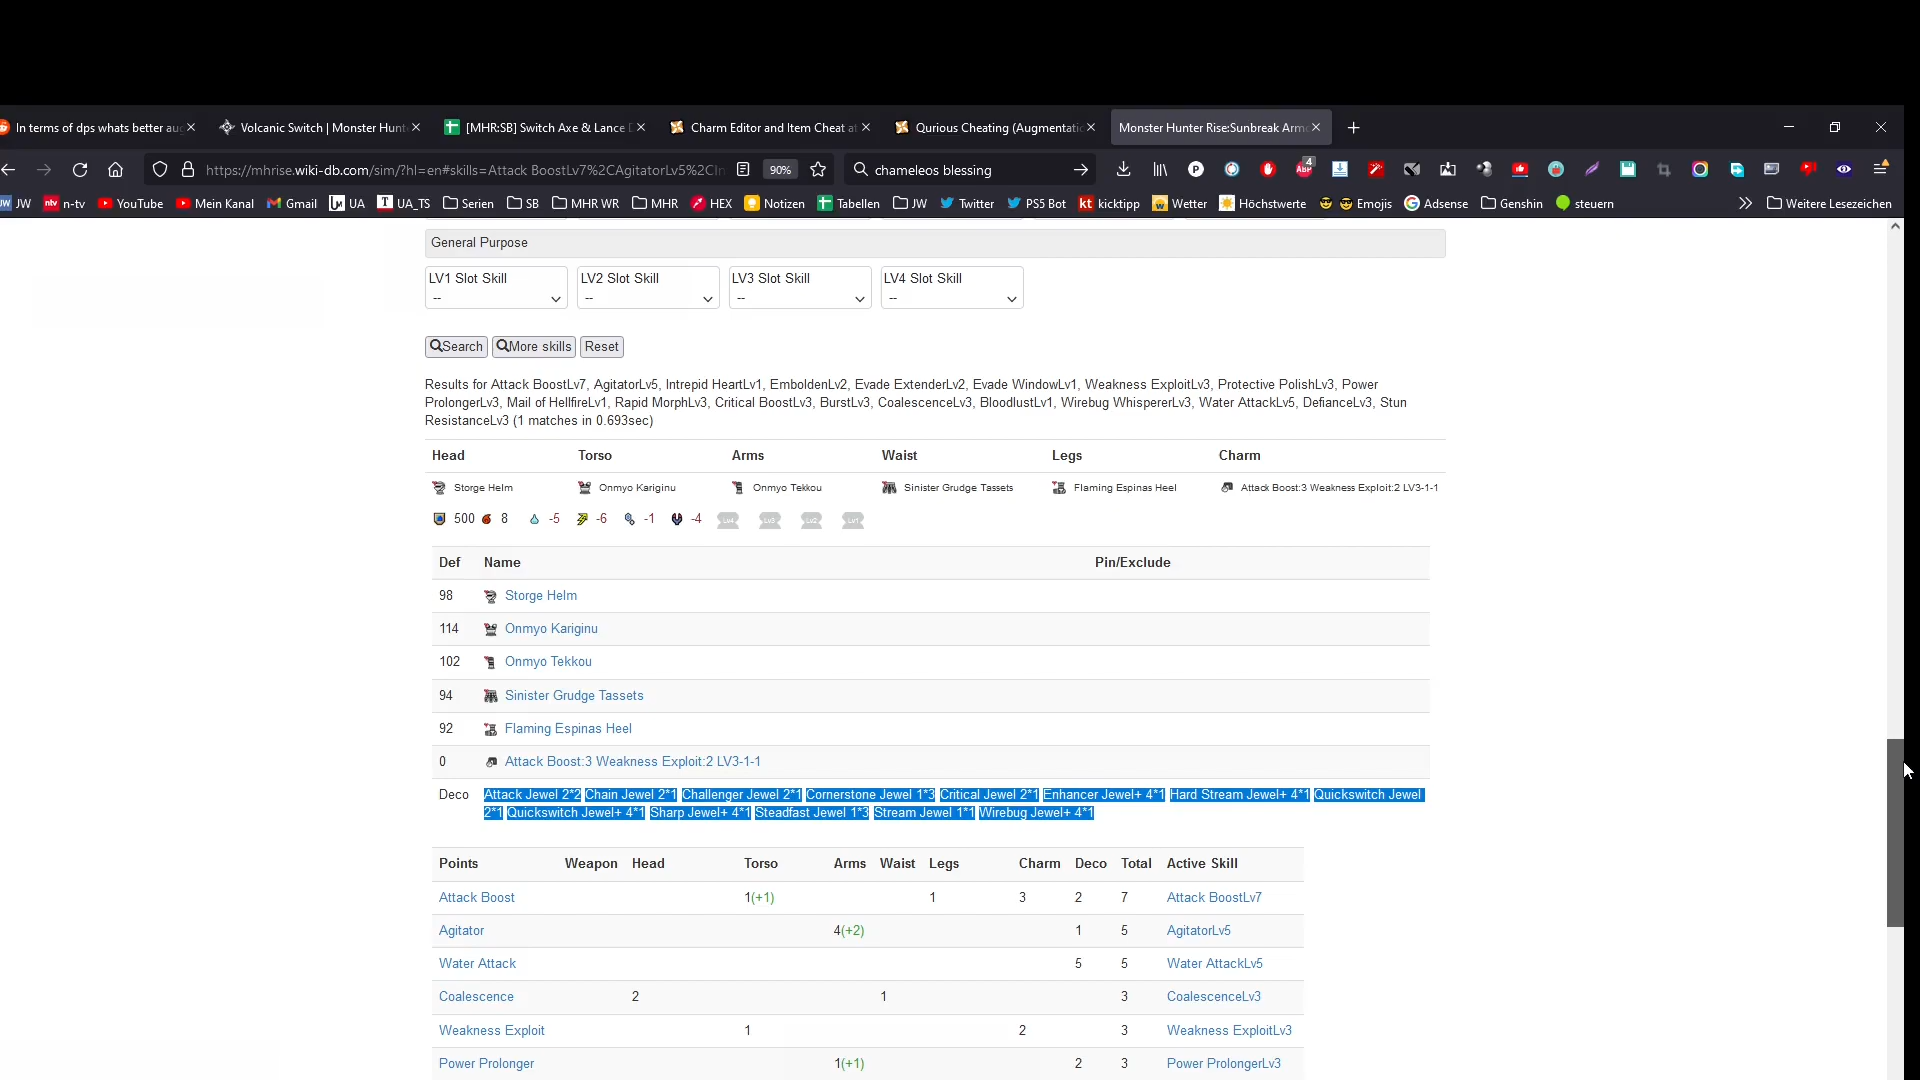 In terms of dps whats better au
Volcanic Switch | Monster Hunt
[MHR:SB] Switch Axe & Lance D
Charm Editor and Item Cheat at
Qurious Cheating (Augmentatio
Monster Hunter Rise:Sunbreak Armo
https://mhrise.wiki-db.com/sim/?hl=en#skills=Attack BoostLv7%2CAgitatorLv5%2CIn
90%
chameleos blessing
4
ABP
JW
n-tv
YouTube
Mein Kanal
Gmail
UA
UA_TS
Serien
SB
MHR WR
MHR
HEX
Notizen
Tabellen
JW
Twitter
PS5 Bot
kicktipp
Wetter
Höchstwerte
Emojis
Adsense
Genshin
steuern
Weitere Lesezeichen
General Purpose
LV1 Slot Skill LV2 Slot Skill LV3 Slot Skill LV4 Slot Skill
-- -- -- --
Search More skills Reset
Results for Attack BoostLv7, AgitatorLv5, Intrepid HeartLv1, EmboldenLv2, Evade ExtenderLv2, Evade WindowLv1, Weakness ExploitLv3, Protective PolishLv3, Power
ProlongerLv3, Mail of HellfireLv1, Rapid MorphLv3, Critical BoostLv3, BurstLv3, CoalescenceLv3, BloodlustLv1, Wirebug WhispererLv3, Water AttackLv5, DefianceLv3, Stun
ResistanceLv3 (1 matches in 0.693sec)
Head Torso Arms Waist Legs Charm
Storge Helm Onmyo Kariginu Onmyo Tekkou Sinister Grudge Tassets Flaming Espinas Heel Attack Boost:3 Weakness Exploit:2 LV3-1-1
500 8 -5 -6 -1 -4 Lv4 Lv3 Lv2 Lv1
Def Name Pin/Exclude
98 Storge Helm
114 Onmyo Kariginu
102 Onmyo Tekkou
94 Sinister Grudge Tassets
92 Flaming Espinas Heel
0 Attack Boost:3 Weakness Exploit:2 LV3-1-1
Deco Attack Jewel 2*2 Chain Jewel 2*1 Challenger Jewel 2*1 Cornerstone Jewel 1*3 Critical Jewel 2*1 Enhancer Jewel+ 4*1 Hard Stream Jewel+ 4*1 Quickswitch Jewel
2*1 Quickswitch Jewel+ 4*1 Sharp Jewel+ 4*1 Steadfast Jewel 1*3 Stream Jewel 1*1 Wirebug Jewel+ 4*1
Points Weapon Head Torso Arms Waist Legs Charm Deco Total Active Skill
Attack Boost 1(+1) 1 3 2 7 Attack BoostLv7
Agitator 4(+2) 1 5 AgitatorLv5
Water Attack 5 5 Water AttackLv5
Coalescence 2 1 3 CoalescenceLv3
Weakness Exploit 1 2 3 Weakness ExploitLv3
Power Prolonger 1(+1) 2 3 Power ProlongerLv3